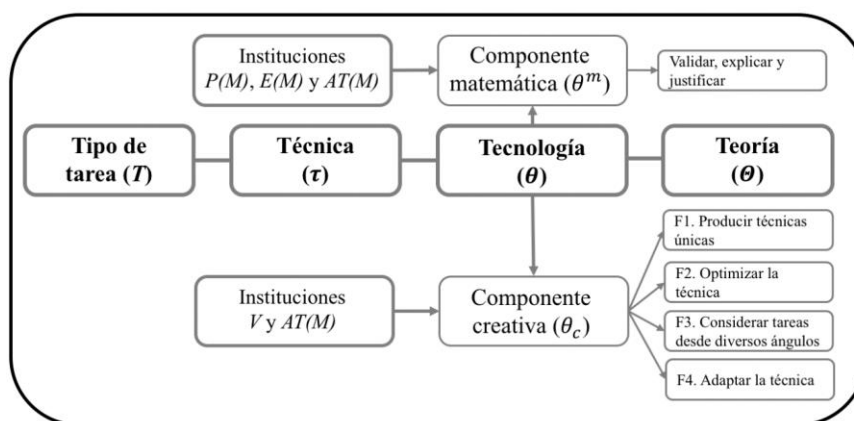 Instituciones
P(M), E(M) y AT(M)
Componente
matemática (θᵐ)
Validar, explicar y
justificar
Tipo de
tarea (T)
Técnica
(τ)
Tecnología
(θ)
Teoría
(Θ)
Instituciones
V y AT(M)
Componente
creativa (θ_c)
F1. Producir técnicas
únicas
F2. Optimizar la
técnica
F3. Considerar tareas
desde diversos ángulos
F4. Adaptar la técnica